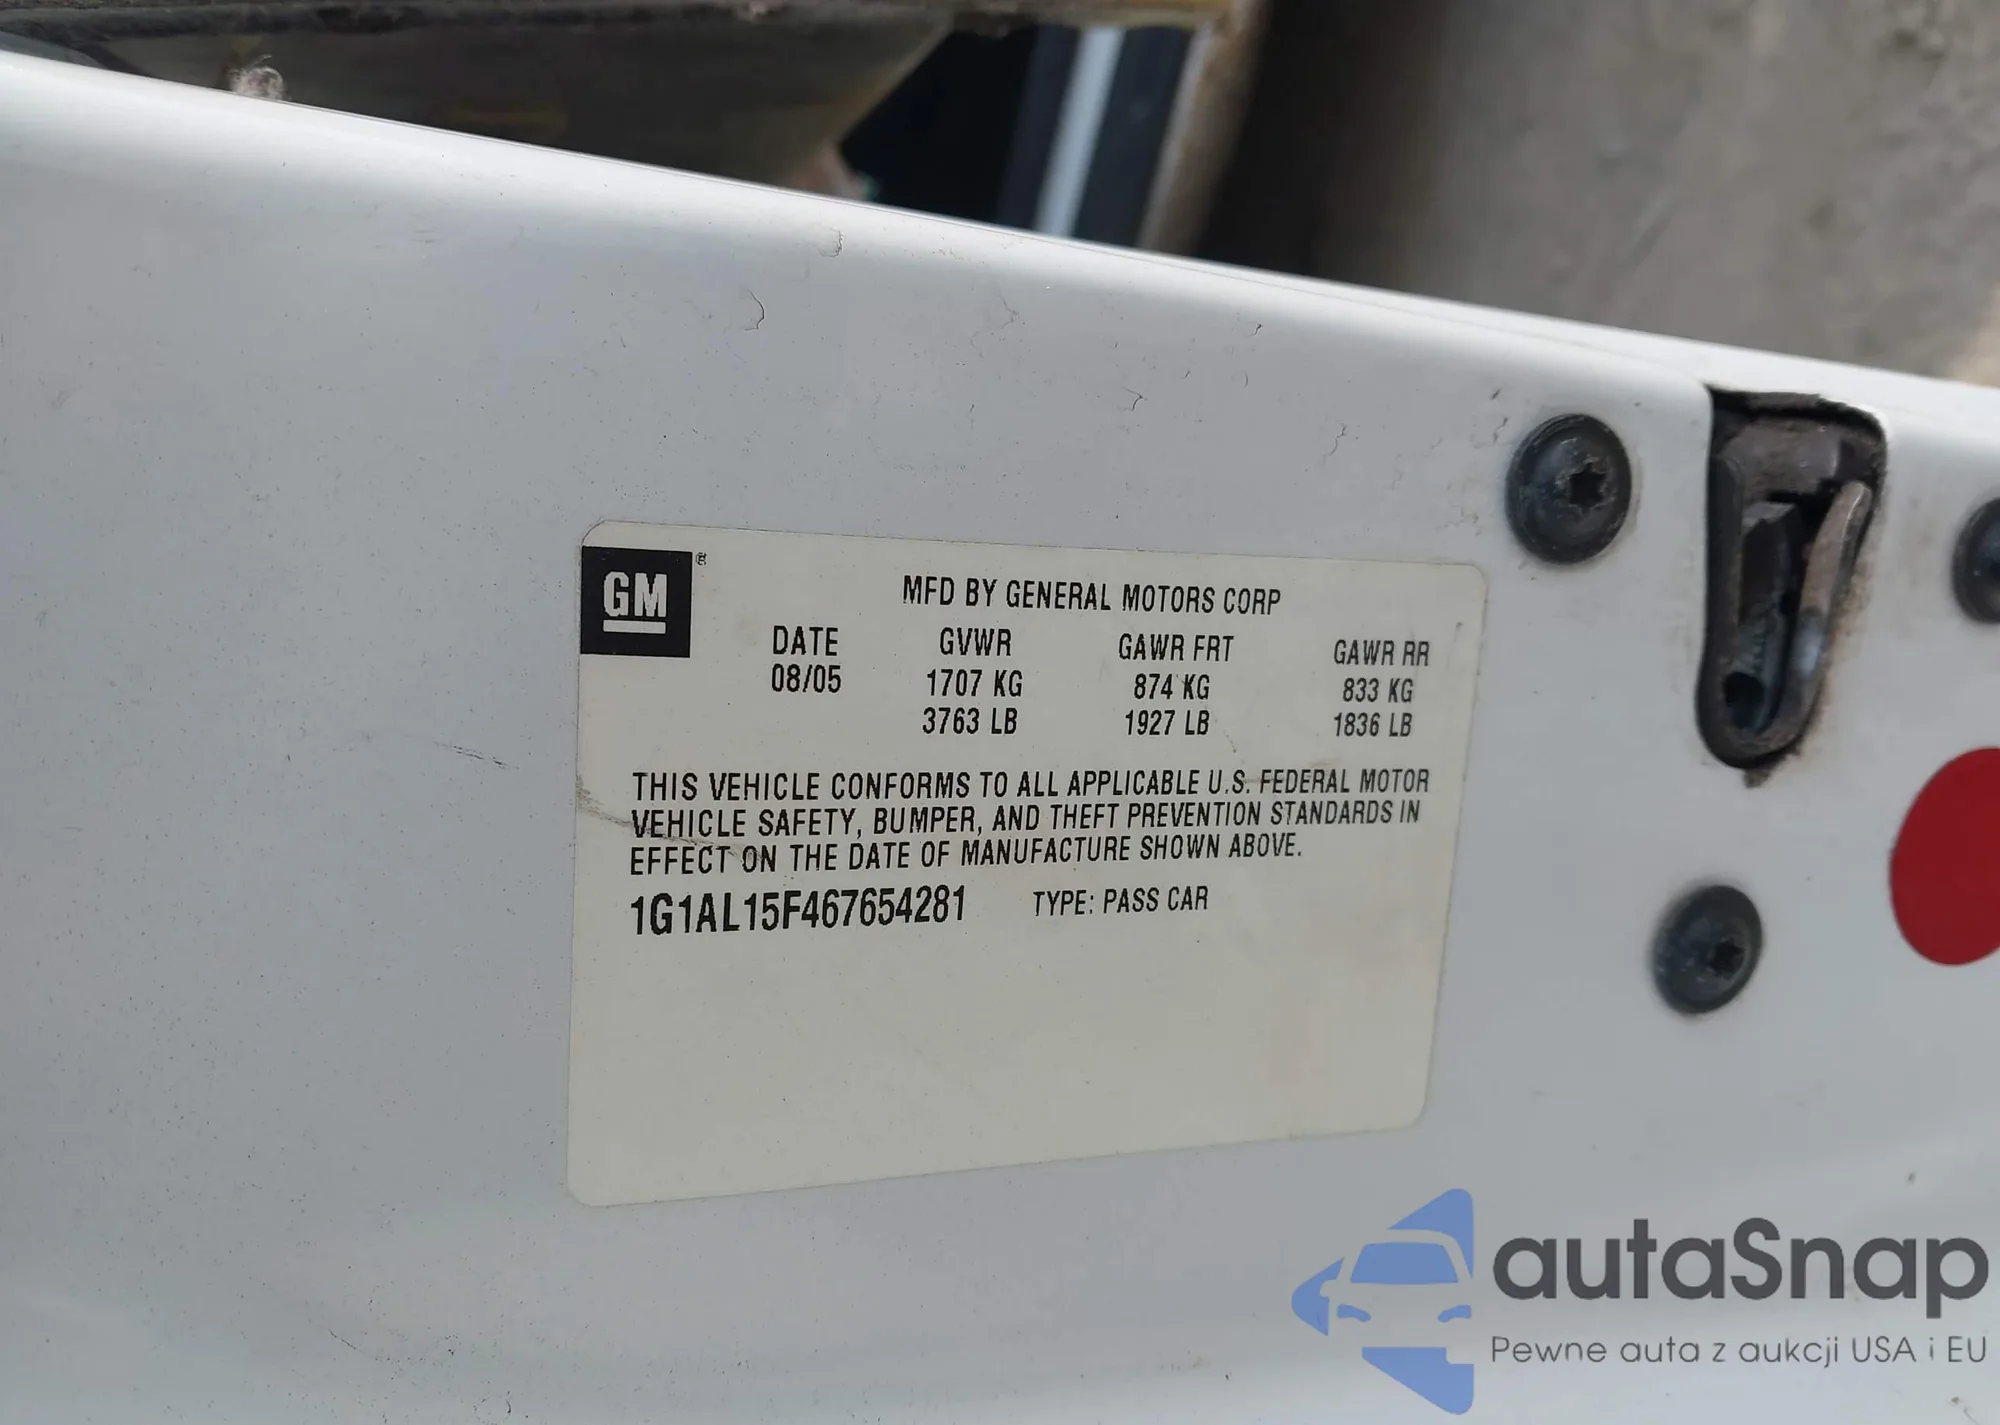 GM ®
MFD BY GENERAL MOTORS CORP
DATE GVWR GAWR FRT GAWR RR
08/05 1707 KG 874 KG 833 KG
3763 LB 1927 LB 1836 LB
THIS VEHICLE CONFORMS TO ALL APPLICABLE U.S. FEDERAL MOTOR
VEHICLE SAFETY, BUMPER, AND THEFT PREVENTION STANDARDS IN
EFFECT ON THE DATE OF MANUFACTURE SHOWN ABOVE.
1G1AL15F467654281 TYPE: PASS CAR
autaSnap
Pewne auta z aukcji USA i EU